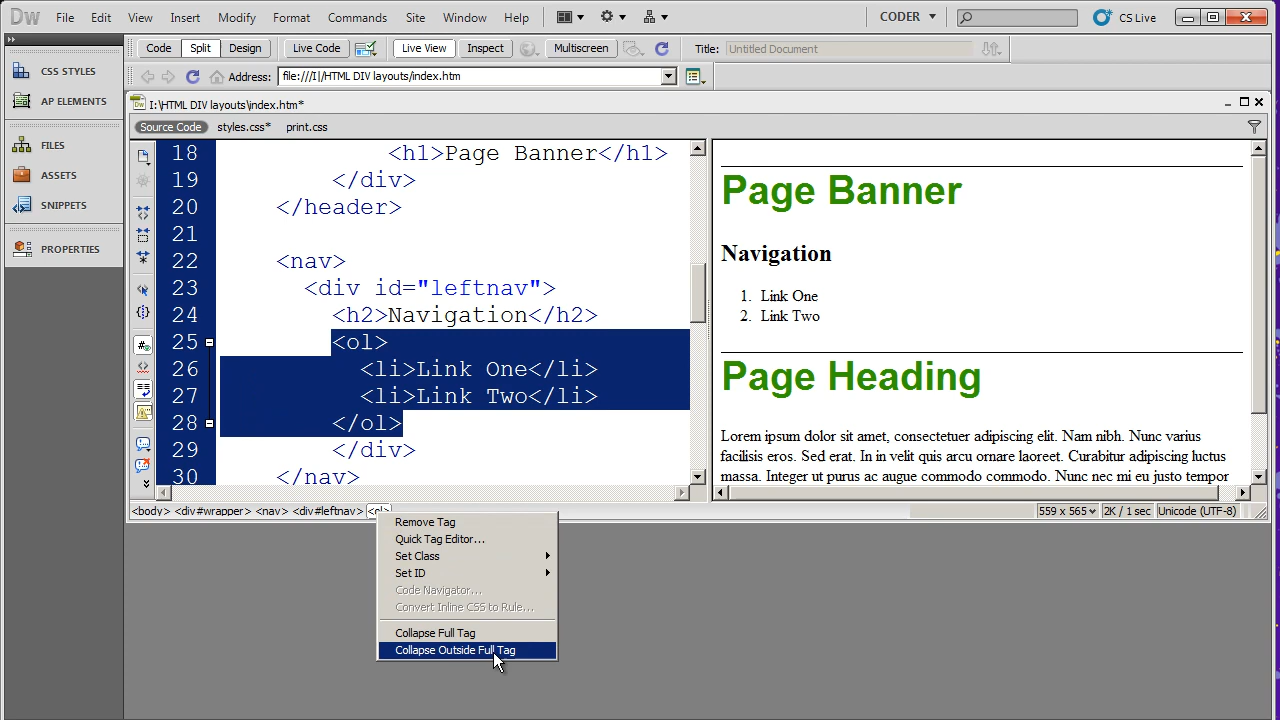 Dw File Edit View Insert Modify Format Commands Site Window Help CODER CS Live
Code Split Design Live Code Live View Inspect Multiscreen Title: Untitled Document
Address: file:///I|/HTML DIV layouts/index.htm
CSS STYLES
AP ELEMENTS
FILES
ASSETS
SNIPPETS
PROPERTIES
I:\HTML DIV layouts\index.htm*
Source Code styles.css* print.css
18 <h1>Page Banner</h1>
19 </div>
20 </header>
21
22 <nav>
23 <div id="leftnav">
24 <h2>Navigation</h2>
25 <ol>
26 <li>Link One</li>
27 <li>Link Two</li>
28 </ol>
29 </div>
30 </nav>
Page Banner
Navigation
1. Link One
2. Link Two
Page Heading
Lorem ipsum dolor sit amet, consectetuer adipiscing elit. Nam nibh. Nunc varius
facilisis eros. Sed erat. In in velit quis arcu ornare laoreet. Curabitur adipiscing luctus
massa. Integer ut purus ac augue commodo commodo. Nunc nec mi eu justo tempor
<body> <div#wrapper> <nav> <div#leftnav> <ol> 559 x 565 2K / 1 sec Unicode (UTF-8)
Remove Tag
Quick Tag Editor...
Set Class
Set ID
Code Navigator...
Convert Inline CSS to Rule...
Collapse Full Tag
Collapse Outside Full Tag